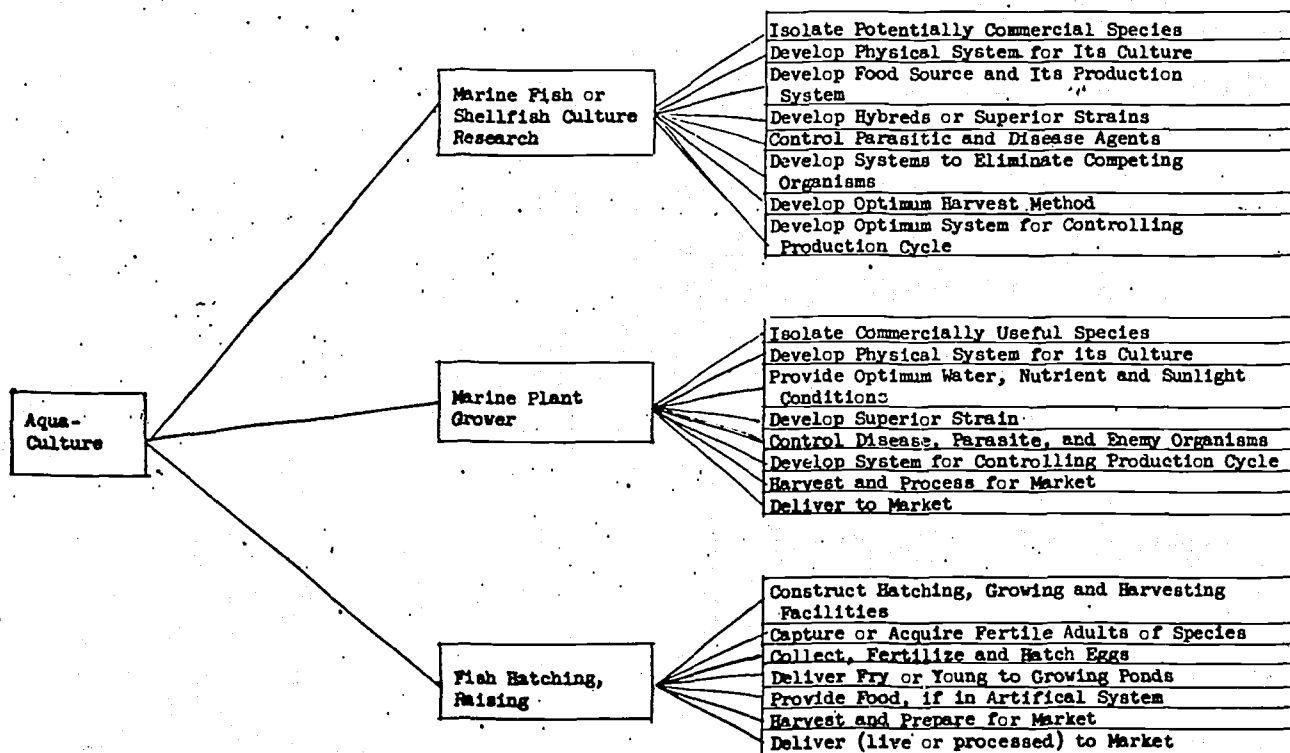 Aqua-
Culture
Marine Fish or
Shellfish Culture
Research
Isolate Potentially Commercial Species
Develop Physical System for Its Culture
Develop Food Source and Its Production
System
Develop Hybreds or Superior Strains
Control Parasitic and Disease Agents
Develop Systems to Eliminate Competing
Organisms
Develop Optimum Harvest Method
Develop Optimum System for Controlling
Production Cycle
Marine Plant
Grower
Isolate Commercially Useful Species
Develop Physical System for its Culture
Provide Optimum Water, Nutrient and Sunlight
Conditions
Develop Superior Strain
Control Disease, Parasite, and Enemy Organisms
Develop System for Controlling Production Cycle
Harvest and Process for Market
Deliver to Market
Fish Hatching,
Raising
Construct Hatching, Growing and Harvesting
Facilities
Capture or Acquire Fertile Adults of Species
Collect, Fertilize and Hatch Eggs
Deliver Fry or Young to Growing Ponds
Provide Food, if in Artifical System
Harvest and Prepare for Market
Deliver (live or processed) to Market